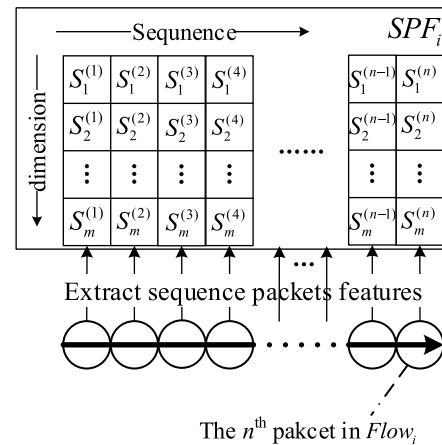 Sequnence SPF_i
dimension
S_1^{(1)} S_1^{(2)} S_1^{(3)} S_1^{(4)} S_1^{(n-1)} S_1^{(n)}
S_2^{(1)} S_2^{(2)} S_2^{(3)} S_2^{(4)} S_2^{(n-1)} S_2^{(n)}
⋮ ⋮ ⋮ ⋮ ...... ⋮ ⋮
S_m^{(1)} S_m^{(2)} S_m^{(3)} S_m^{(4)} S_m^{(n-1)} S_m^{(n)}
...
Extract sequence packets features
......
The n^{th} pakcet in Flow_i